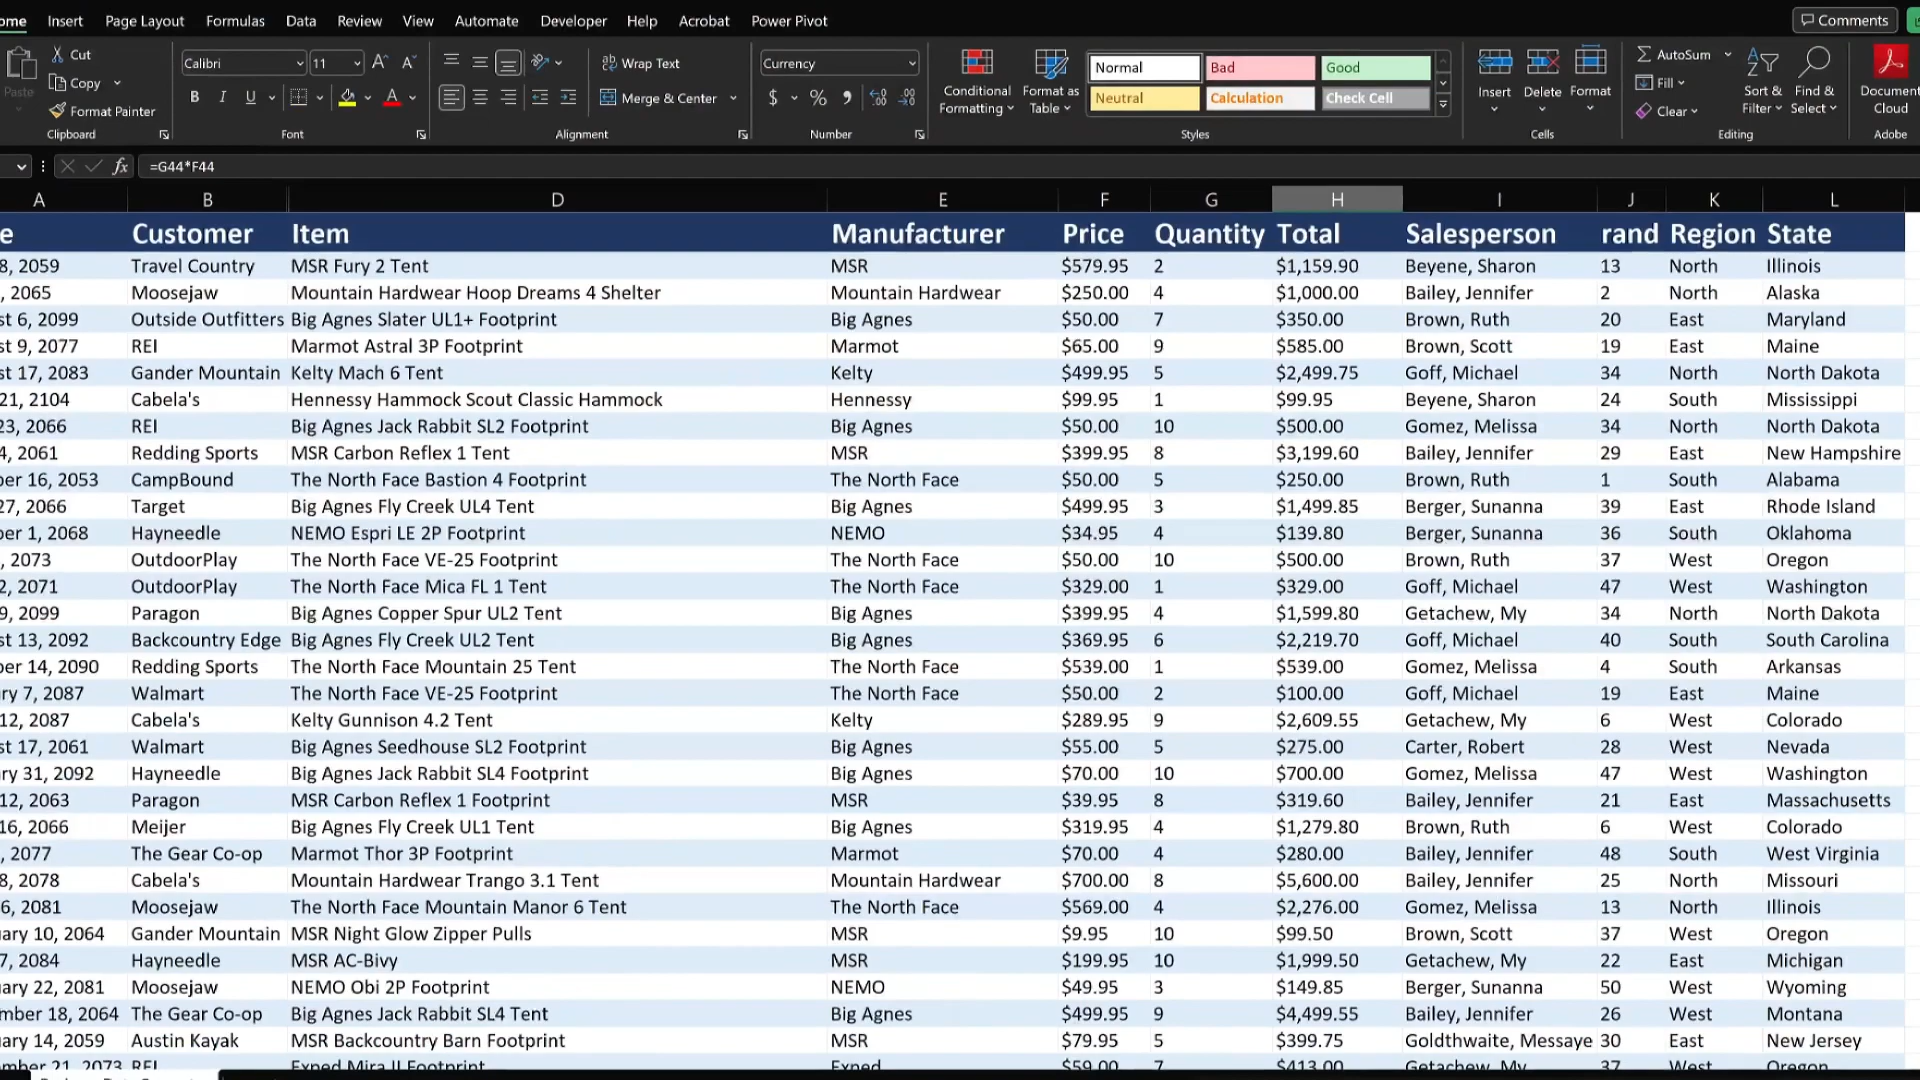 ome Insert Page Layout Formulas Data Review View Automate Developer Help Acrobat Power Pivot Comments
Paste Cut Copy Format Painter Clipboard
Calibri 11 A A B I U A Font
Wrap Text Merge & Center Alignment
Currency $ % Number
Conditional Formatting Format as Table Normal Bad Good Neutral Calculation Check Cell Styles
Insert Delete Format Cells
AutoSum Fill Clear Sort & Filter Find & Select Editing
Document Cloud Adobe
fx =G44*F44
A B D E F G H I J K L
e Customer Item Manufacturer Price Quantity Total Salesperson rand Region State
8, 2059 Travel Country MSR Fury 2 Tent MSR $579.95 2 $1,159.90 Beyene, Sharon 13 North Illinois
, 2065 Moosejaw Mountain Hardwear Hoop Dreams 4 Shelter Mountain Hardwear $250.00 4 $1,000.00 Bailey, Jennifer 2 North Alaska
st 6, 2099 Outside Outfitters Big Agnes Slater UL1+ Footprint Big Agnes $50.00 7 $350.00 Brown, Ruth 20 East Maryland
st 9, 2077 REI Marmot Astral 3P Footprint Marmot $65.00 9 $585.00 Brown, Scott 19 East Maine
st 17, 2083 Gander Mountain Kelty Mach 6 Tent Kelty $499.95 5 $2,499.75 Goff, Michael 34 North North Dakota
21, 2104 Cabela's Hennessy Hammock Scout Classic Hammock Hennessy $99.95 1 $99.95 Beyene, Sharon 24 South Mississippi
23, 2066 REI Big Agnes Jack Rabbit SL2 Footprint Big Agnes $50.00 10 $500.00 Gomez, Melissa 34 North North Dakota
4, 2061 Redding Sports MSR Carbon Reflex 1 Tent MSR $399.95 8 $3,199.60 Bailey, Jennifer 29 East New Hampshire
er 16, 2053 CampBound The North Face Bastion 4 Footprint The North Face $50.00 5 $250.00 Brown, Ruth 1 South Alabama
27, 2066 Target Big Agnes Fly Creek UL4 Tent Big Agnes $499.95 3 $1,499.85 Berger, Sunanna 39 East Rhode Island
ber 1, 2068 Hayneedle NEMO Espri LE 2P Footprint NEMO $34.95 4 $139.80 Berger, Sunanna 36 South Oklahoma
, 2073 OutdoorPlay The North Face VE-25 Footprint The North Face $50.00 10 $500.00 Brown, Ruth 37 West Oregon
2, 2071 OutdoorPlay The North Face Mica FL 1 Tent The North Face $329.00 1 $329.00 Goff, Michael 47 West Washington
9, 2099 Paragon Big Agnes Copper Spur UL2 Tent Big Agnes $399.95 4 $1,599.80 Getachew, My 34 North North Dakota
st 13, 2092 Backcountry Edge Big Agnes Fly Creek UL2 Tent Big Agnes $369.95 6 $2,219.70 Goff, Michael 40 South South Carolina
er 14, 2090 Redding Sports The North Face Mountain 25 Tent The North Face $539.00 1 $539.00 Gomez, Melissa 4 South Arkansas
ry 7, 2087 Walmart The North Face VE-25 Footprint The North Face $50.00 2 $100.00 Goff, Michael 19 East Maine
12, 2087 Cabela's Kelty Gunnison 4.2 Tent Kelty $289.95 9 $2,609.55 Getachew, My 6 West Colorado
st 17, 2061 Walmart Big Agnes Seedhouse SL2 Footprint Big Agnes $55.00 5 $275.00 Carter, Robert 28 West Nevada
ry 31, 2092 Hayneedle Big Agnes Jack Rabbit SL4 Footprint Big Agnes $70.00 10 $700.00 Gomez, Melissa 47 West Washington
12, 2063 Paragon MSR Carbon Reflex 1 Footprint MSR $39.95 8 $319.60 Bailey, Jennifer 21 East Massachusetts
16, 2066 Meijer Big Agnes Fly Creek UL1 Tent Big Agnes $319.95 4 $1,279.80 Brown, Ruth 6 West Colorado
, 2077 The Gear Co-op Marmot Thor 3P Footprint Marmot $70.00 4 $280.00 Bailey, Jennifer 48 South West Virginia
8, 2078 Cabela's Mountain Hardwear Trango 3.1 Tent Mountain Hardwear $700.00 8 $5,600.00 Bailey, Jennifer 25 North Missouri
6, 2081 Moosejaw The North Face Mountain Manor 6 Tent The North Face $569.00 4 $2,276.00 Gomez, Melissa 13 North Illinois
ary 10, 2064 Gander Mountain MSR Night Glow Zipper Pulls MSR $9.95 10 $99.50 Brown, Scott 37 West Oregon
7, 2084 Hayneedle MSR AC-Bivy MSR $199.95 10 $1,999.50 Getachew, My 22 East Michigan
ary 22, 2081 Moosejaw NEMO Obi 2P Footprint NEMO $49.95 3 $149.85 Berger, Sunanna 50 West Wyoming
mber 18, 2064 The Gear Co-op Big Agnes Jack Rabbit SL4 Tent Big Agnes $499.95 9 $4,499.55 Bailey, Jennifer 26 West Montana
ary 14, 2059 Austin Kayak MSR Backcountry Barn Footprint MSR $79.95 5 $399.75 Goldthwaite, Messaye 30 East New Jersey
mber 21, 2073 REI Exped Mira II Footprint Exped $59.00 7 $413.00 Getachew, My 37 West Oregon